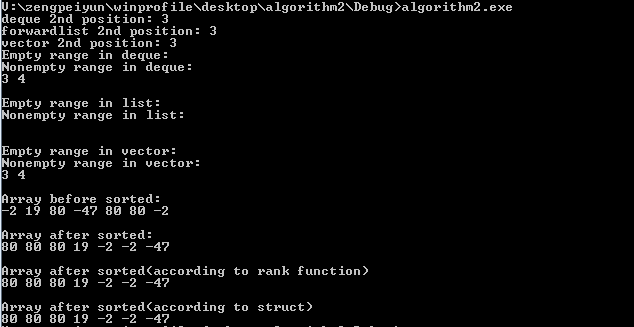 V:\zengpeiyun\winprofile\desktop\algorithm2\Debug>algorithm2.exe
deque 2nd position: 3
forwardlist 2nd position: 3
vector 2nd position: 3
Empty range in deque:
Nonempty range in deque:
3 4
Empty range in list:
Nonempty range in list:
Empty range in vector:
Nonempty range in vector:
3 4
Array before sorted:
-2 19 80 -47 80 80 -2
Array after sorted:
80 80 80 19 -2 -2 -47
Array after sorted(according to rank function)
80 80 80 19 -2 -2 -47
Array after sorted(according to struct)
80 80 80 19 -2 -2 -47